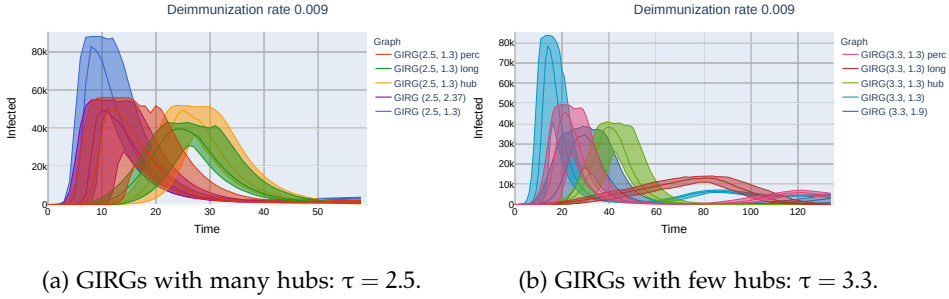 Deimmunization rate 0.009
Infected
80k
60k
40k
20k
0
0 10 20 30 40 50
Time
Graph
GIRG(2.5, 1.3) perc
GIRG(2.5, 1.3) long
GIRG(2.5, 1.3) hub
GIRG (2.5, 2.37)
GIRG (2.5, 1.3)
(a) GIRGs with many hubs: τ = 2.5.
Deimmunization rate 0.009
Infected
80k
70k
60k
50k
40k
30k
20k
10k
0
0 20 40 60 80 100 120
Time
Graph
GIRG(3.3, 1.3) perc
GIRG(3.3, 1.3) long
GIRG(3.3, 1.3) hub
GIRG(3.3, 1.3)
GIRG(3.3, 1.9)
(b) GIRGs with few hubs: τ = 3.3.